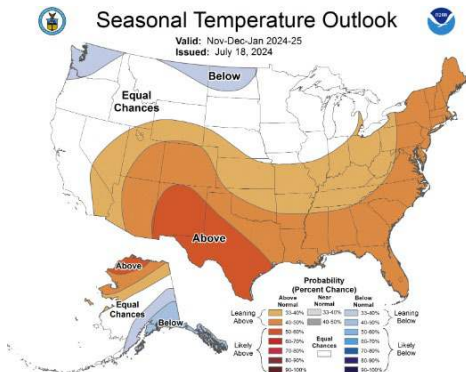 Seasonal Temperature Outlook
Valid: Nov-Dec-Jan 2024-25
Issued: July 18, 2024
Below
Equal
Chances
Above
Above
Equal
Chances
Below
Probability
(Percent Chance)
Above
Normal
Near
Normal
Below
Normal
Leaning
Above
Likely
Above
33-40%
40-50%
50-60%
60-70%
70-80%
80-90%
90-100%
33-40%
40-50%
Equal
Chances
33-40%
40-50%
50-60%
60-70%
70-80%
80-90%
90-100%
Leaning
Below
Likely
Below